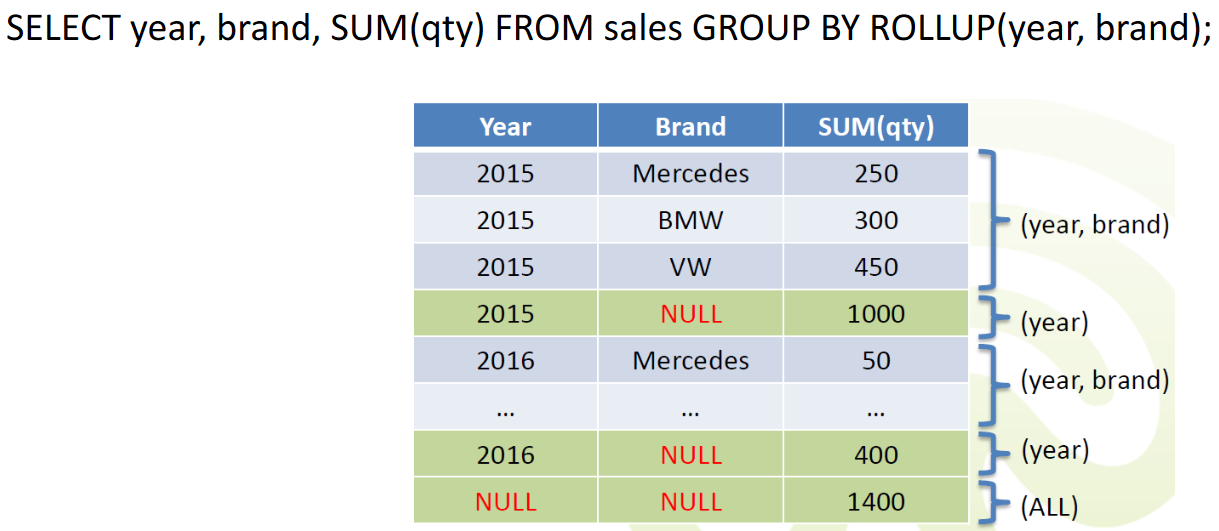 SELECT year, brand, SUM(qty) FROM sales GROUP BY ROLLUP(year, brand);
Year Brand SUM(qty)
2015 Mercedes 250
2015 BMW 300
(year, brand)
2015 VW 450
2015 NULL 1000
(year)
2016 Mercedes 50
(year, brand)
... ... ...
2016 NULL 400
(year)
NULL NULL 1400
(ALL)